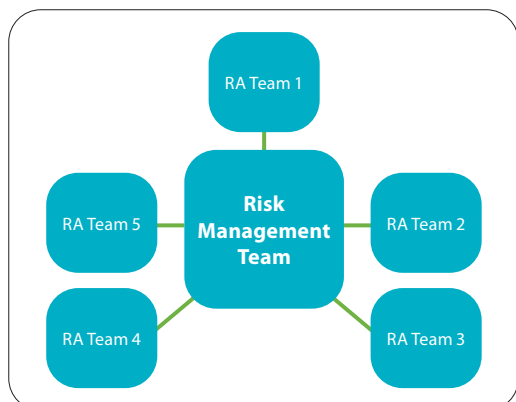 RA Team 1
RA Team 5
Risk
Management
Team
RA Team 2
RA Team 4
RA Team 3